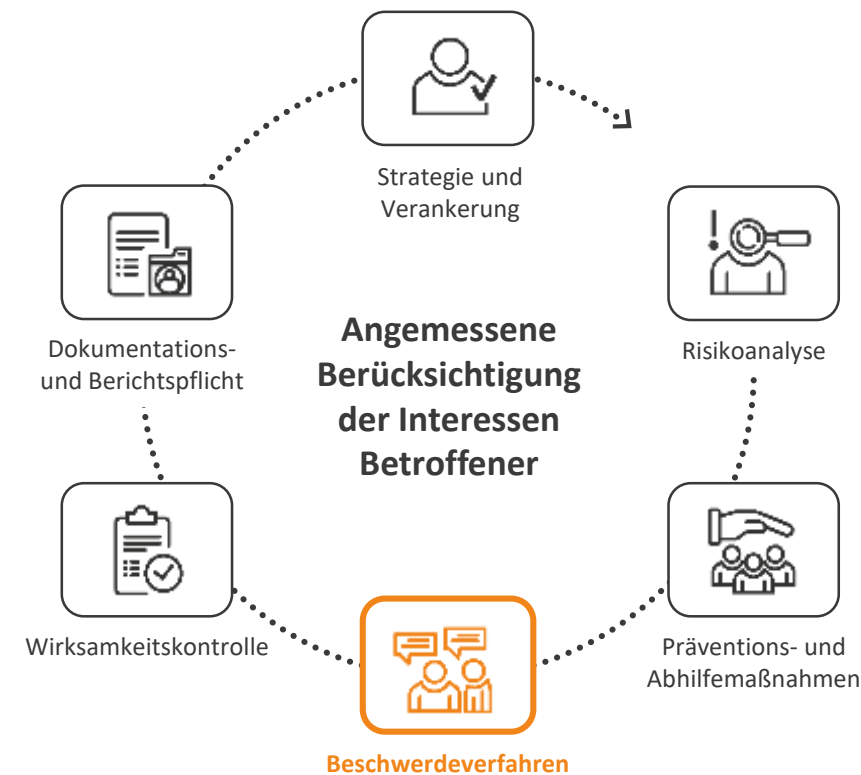 Strategie und
Verankerung
Dokumentations-
und Berichtspflicht
Angemessene
Berücksichtigung
der Interessen
Betroffener
Risikoanalyse
Wirksamkeitskontrolle
Präventions- und
Abhilfemaßnahmen
Beschwerdeverfahren